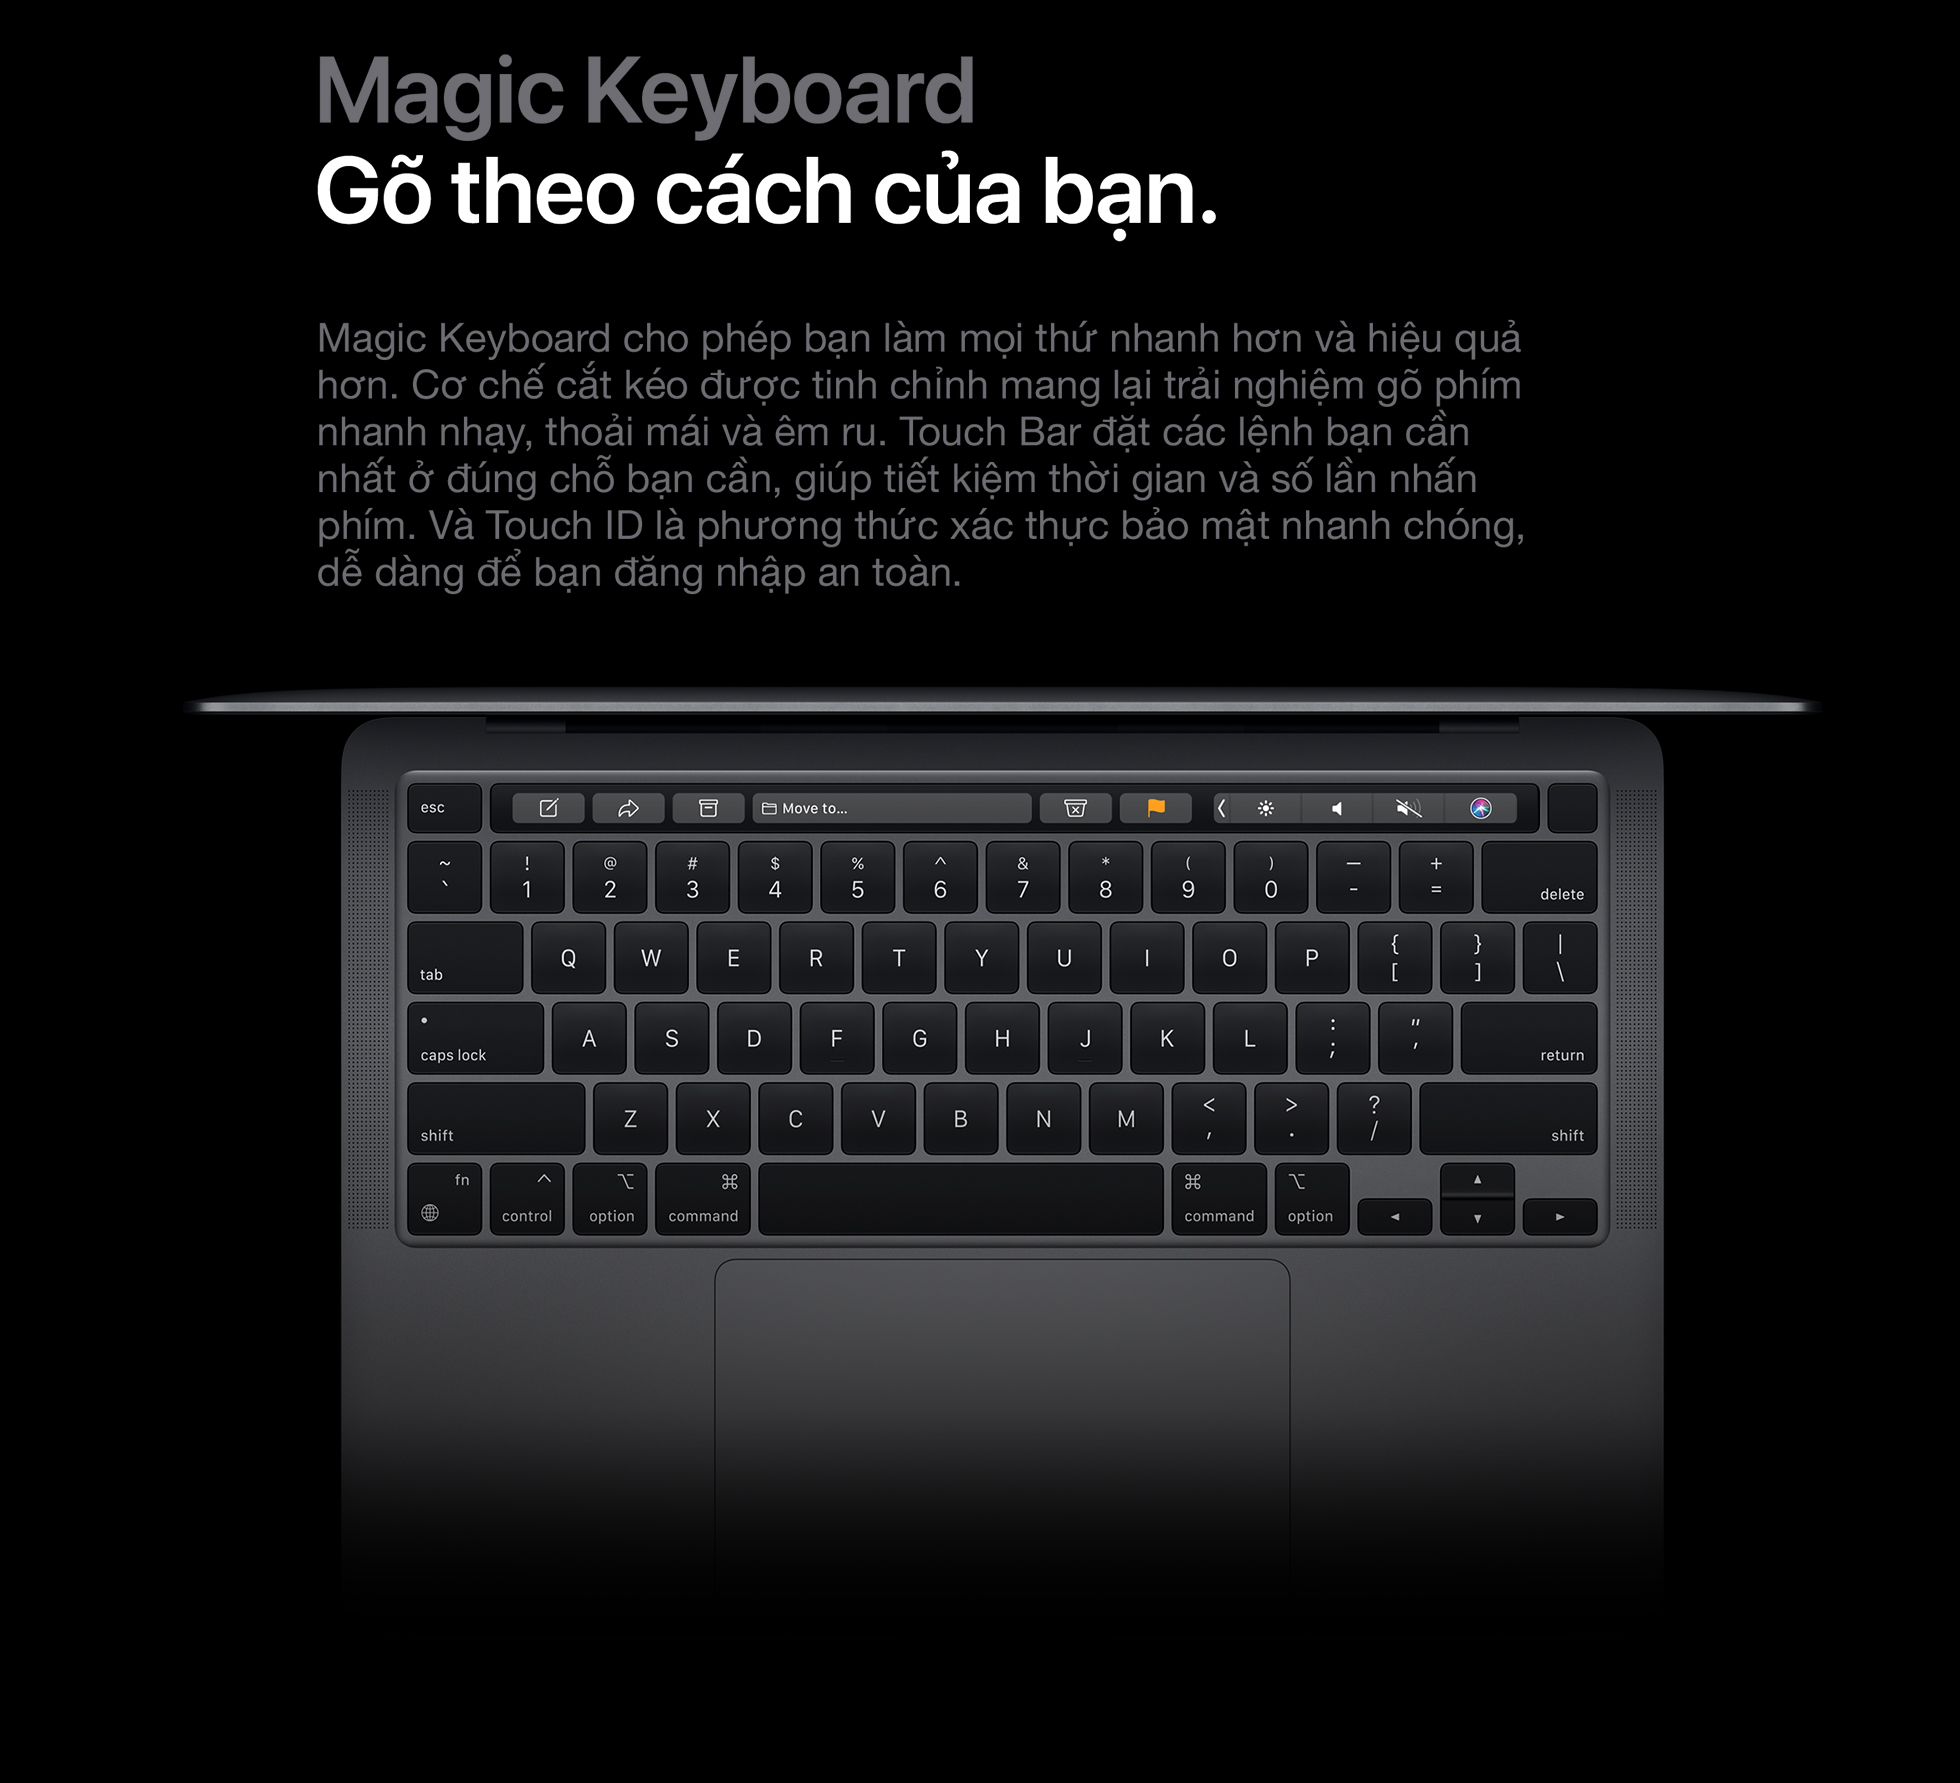 Magic Keyboard
Gõ theo cách của bạn.
Magic Keyboard cho phép bạn làm mọi thứ nhanh hơn và hiệu quả
hơn. Cơ chế cắt kéo được tinh chỉnh mang lại trải nghiệm gõ phím
nhanh nhạy, thoải mái và êm ru. Touch Bar đặt các lệnh bạn cần
nhất ở đúng chỗ bạn cần, giúp tiết kiệm thời gian và số lần nhấn
phím. Và Touch ID là phương thức xác thực bảo mật nhanh chóng,
dễ dàng để bạn đăng nhập an toàn.
esc Move to...
~ ! @ # $ % ^ & * ( ) — +
` 1 2 3 4 5 6 7 8 9 0 - = delete
tab Q W E R T Y U I O P { [ } ] | \
caps lock A S D F G H J K L : ; " ' return
shift Z X C V B N M < , > . ? / shift
fn ^ ⌥ ⌘ ⌘ ⌥ ▲
control option command command option ◀ ▼ ▶